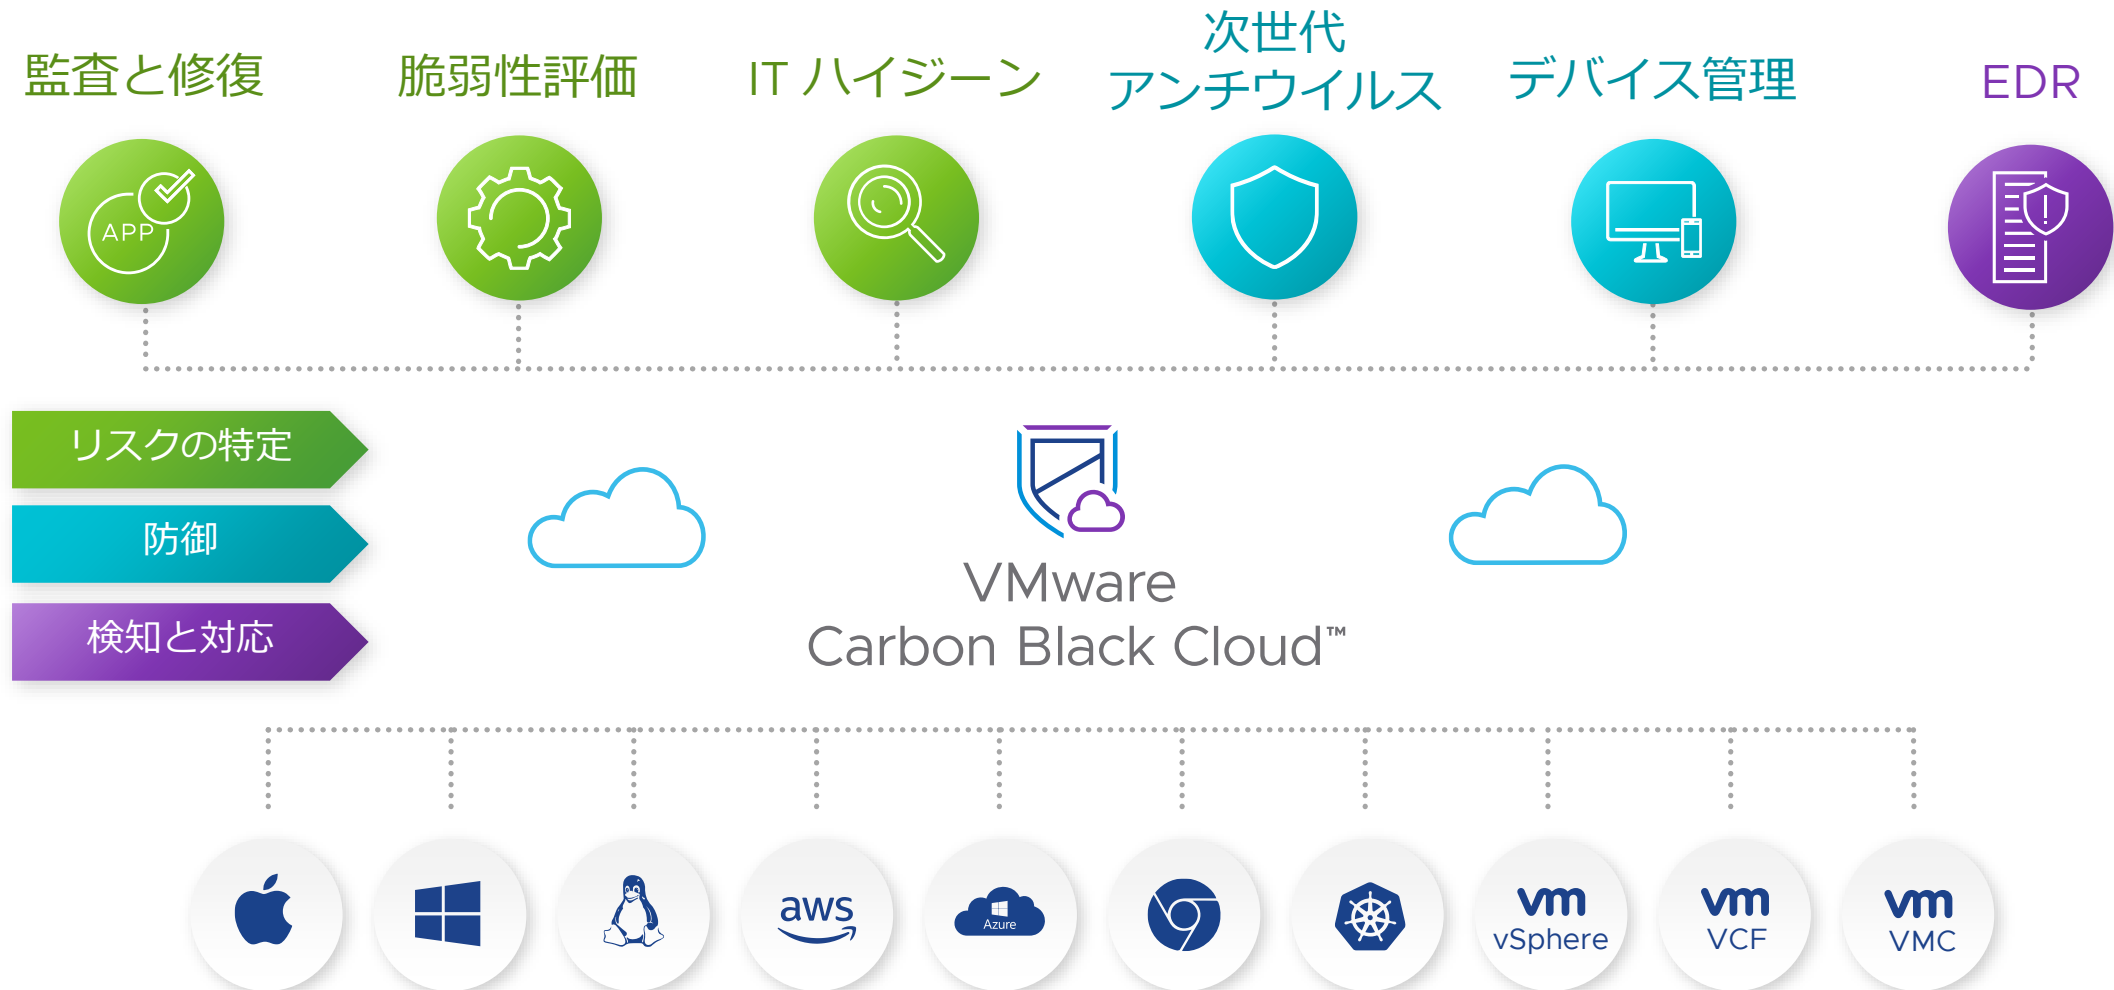 監査と修復
脆弱性評価
IT ハイジーン
次世代
アンチウイルス
デバイス管理
EDR
APP
リスクの特定
防御
検知と対応
VMware
Carbon Black Cloud™
aws
Azure
vm
vSphere
vm
VCF
vm
VMC